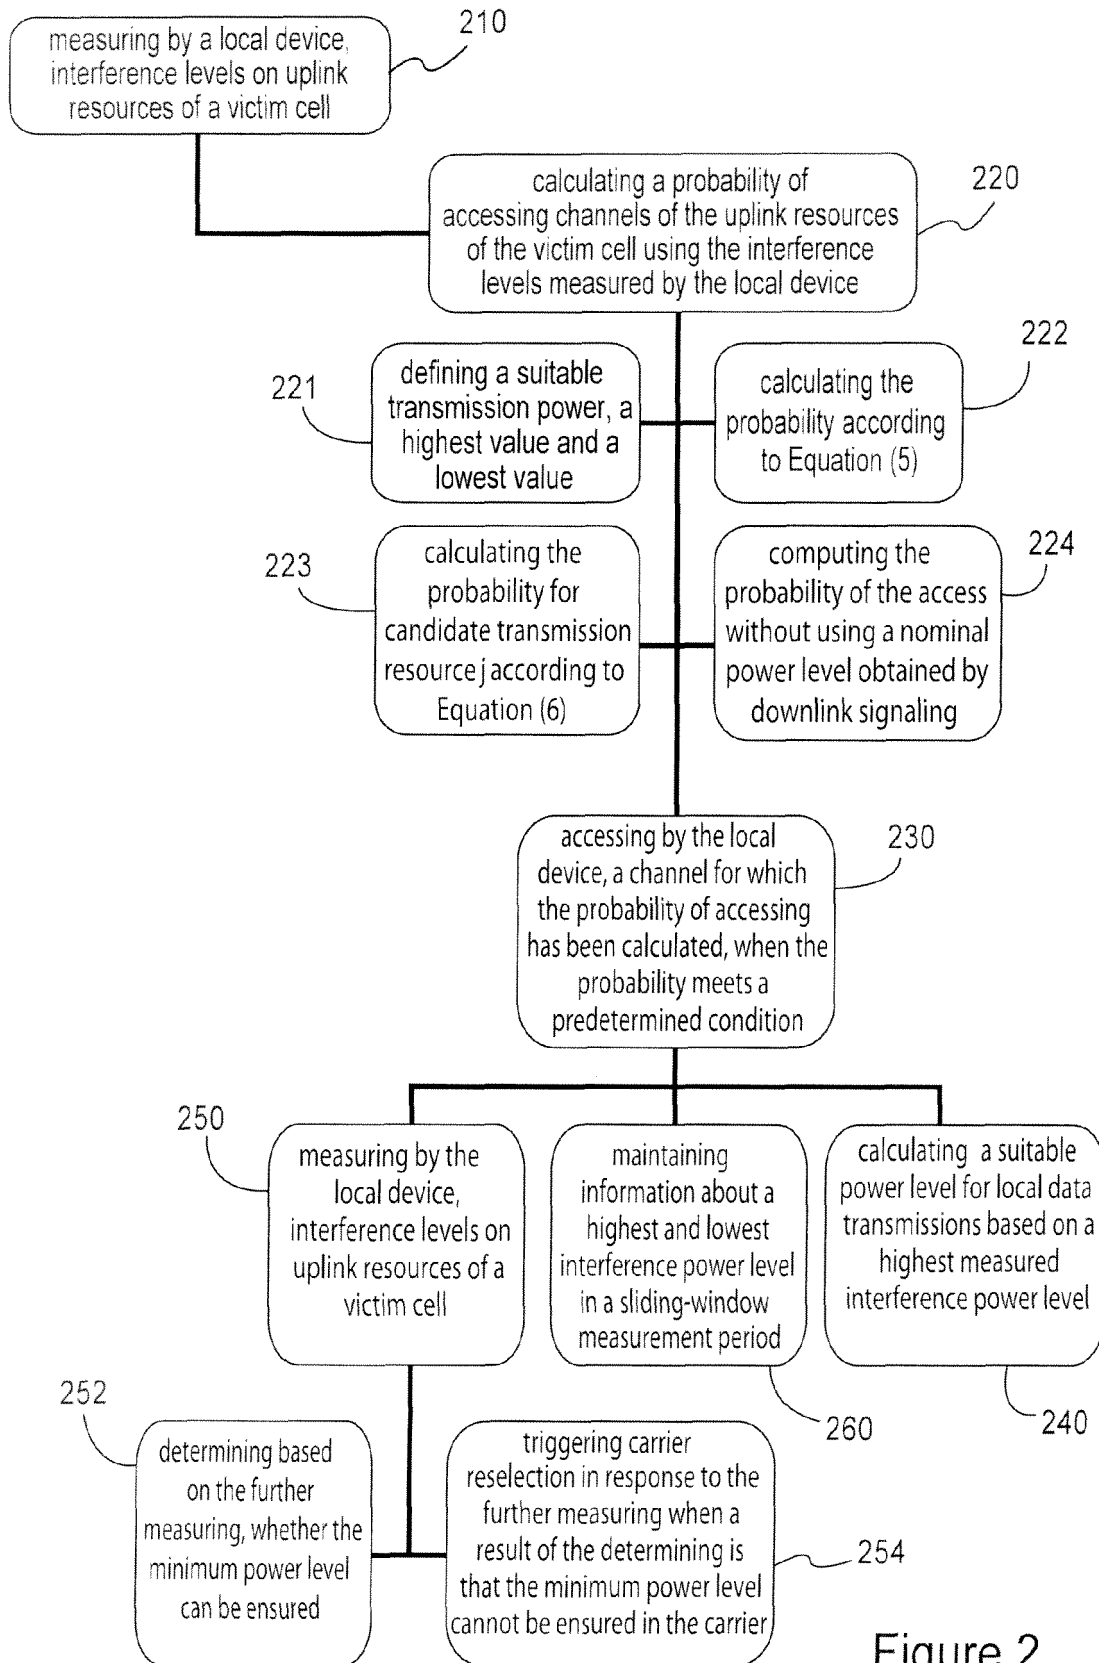 210
measuring by a local device,
interference levels on uplink
resources of a victim cell
220
calculating a probability of
accessing channels of the uplink resources
of the victim cell using the interference
levels measured by the local device
221
defining a suitable
transmission power, a
highest value and a
lowest value
222
calculating the
probability according
to Equation (5)
223
calculating the
probability for
candidate transmission
resource j according to
Equation (6)
224
computing the
probability of the access
without using a nominal
power level obtained by
downlink signaling
230
accessing by the local
device, a channel for which
the probability of accessing
has been calculated, when the
probability meets a
predetermined condition
250
measuring by the
local device,
interference levels on
uplink resources of a
victim cell
maintaining
information about a
highest and lowest
interference power level
in a sliding-window
measurement period
260
calculating a suitable
power level for local data
transmissions based on a
highest measured
interference power level
240
252
determining based
on the further
measuring, whether the
minimum power level
can be ensured
triggering carrier
reselection in response to the
further measuring when a
result of the determining is
that the minimum power level
cannot be ensured in the carrier
254
Figure 2